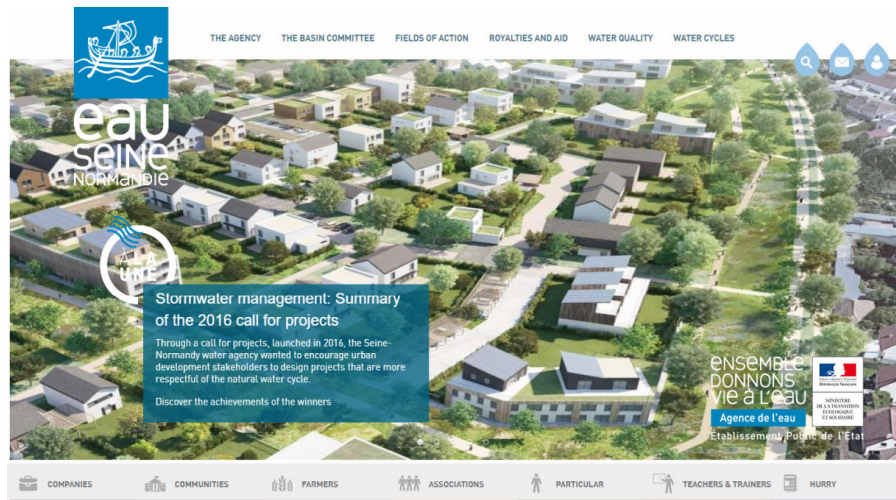 THE AGENCY THE BASIN COMMITTEE FIELDS OF ACTION ROYALTIES AND AID WATER QUALITY WATER CYCLES
eau
SEINE
NORMANDIE
À LA
UNE
Stormwater management: Summary
of the 2016 call for projects
Through a call for projects, launched in 2016, the Seine-
Normandy water agency wanted to encourage urban
development stakeholders to design projects that are more
respectful of the natural water cycle.
Discover the achievements of the winners
ENSEMBLE
DONNONS
VIE À L'EAU
Agence de l'eau
Établissement Public de l'État
RÉPUBLIQUE FRANÇAISE
MINISTÈRE
DE LA TRANSITION
ÉCOLOGIQUE
ET SOLIDAIRE
COMPANIES COMMUNITIES FARMERS ASSOCIATIONS PARTICULAR TEACHERS & TRAINERS HURRY